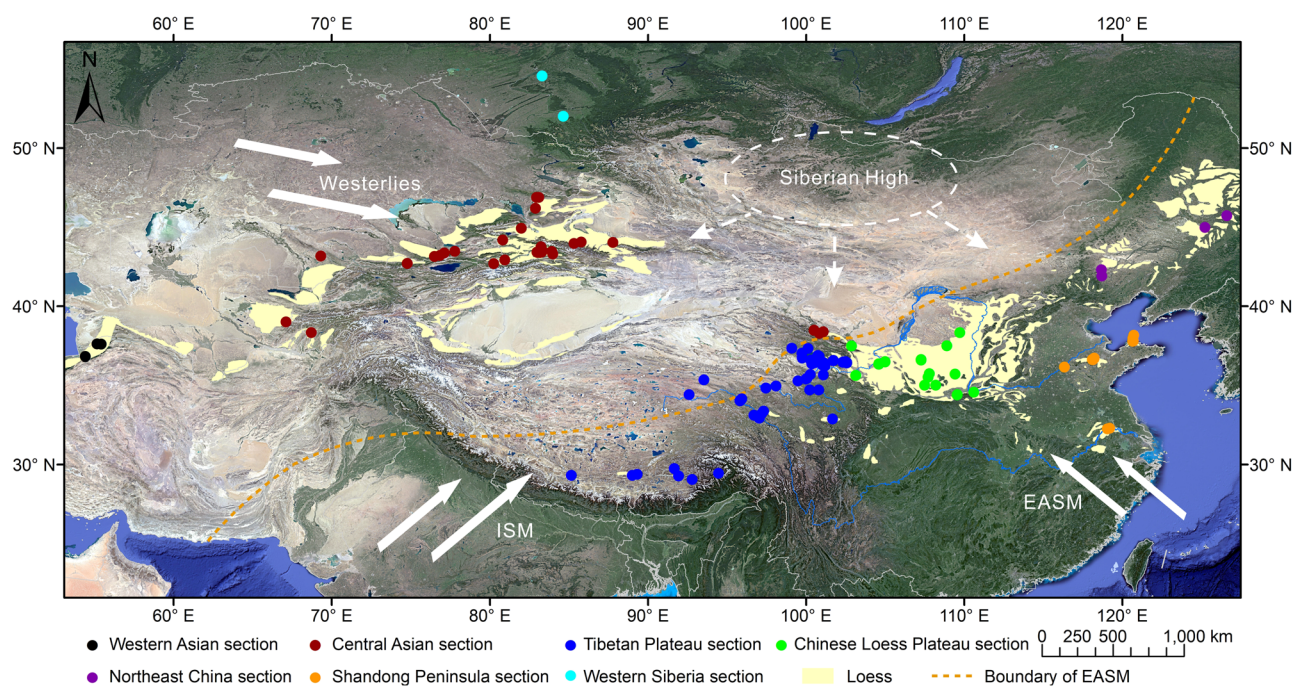 60° E 70° E 80° E 90° E 100° E 110° E 120° E
N
50° N 50° N
Westerlies
Siberian High
40° N 40° N
30° N 30° N
ISM
EASM
60° E 70° E 80° E 90° E 100° E 110° E 120° E
Western Asian section Central Asian section Tibetan Plateau section Chinese Loess Plateau section 0 250 500 1,000 km
Northeast China section Shandong Peninsula section Western Siberia section Loess Boundary of EASM